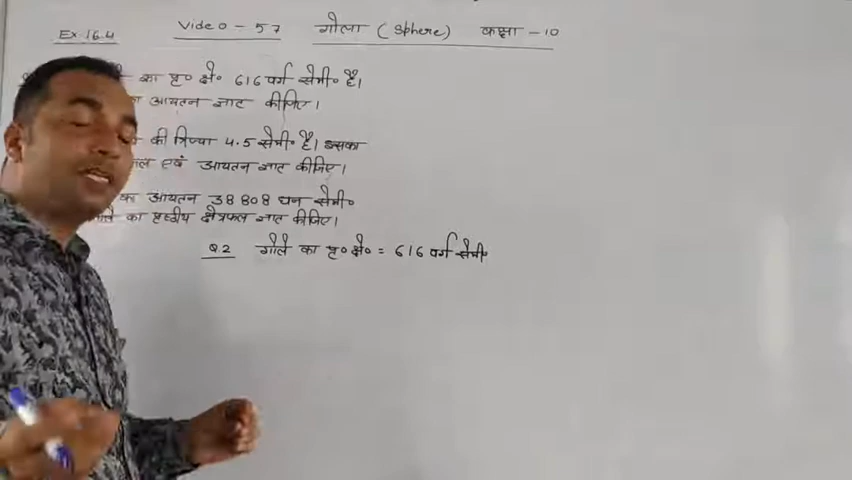 Ex 16.4 Video - 57 गोला (Sphere) कक्षा - 10
का पृ० क्षे० 616 वर्ग सेमी० है।
आयतन ज्ञात कीजिए।
की त्रिज्या 4.5 सेमी० है। इसका
एवं आयतन ज्ञात कीजिए।
का आयतन 38808 घन सेमी०
का पृष्ठीय क्षेत्रफल ज्ञात कीजिए।
Q2 गोले का पृ० क्षे० = 616 वर्ग सेमी०